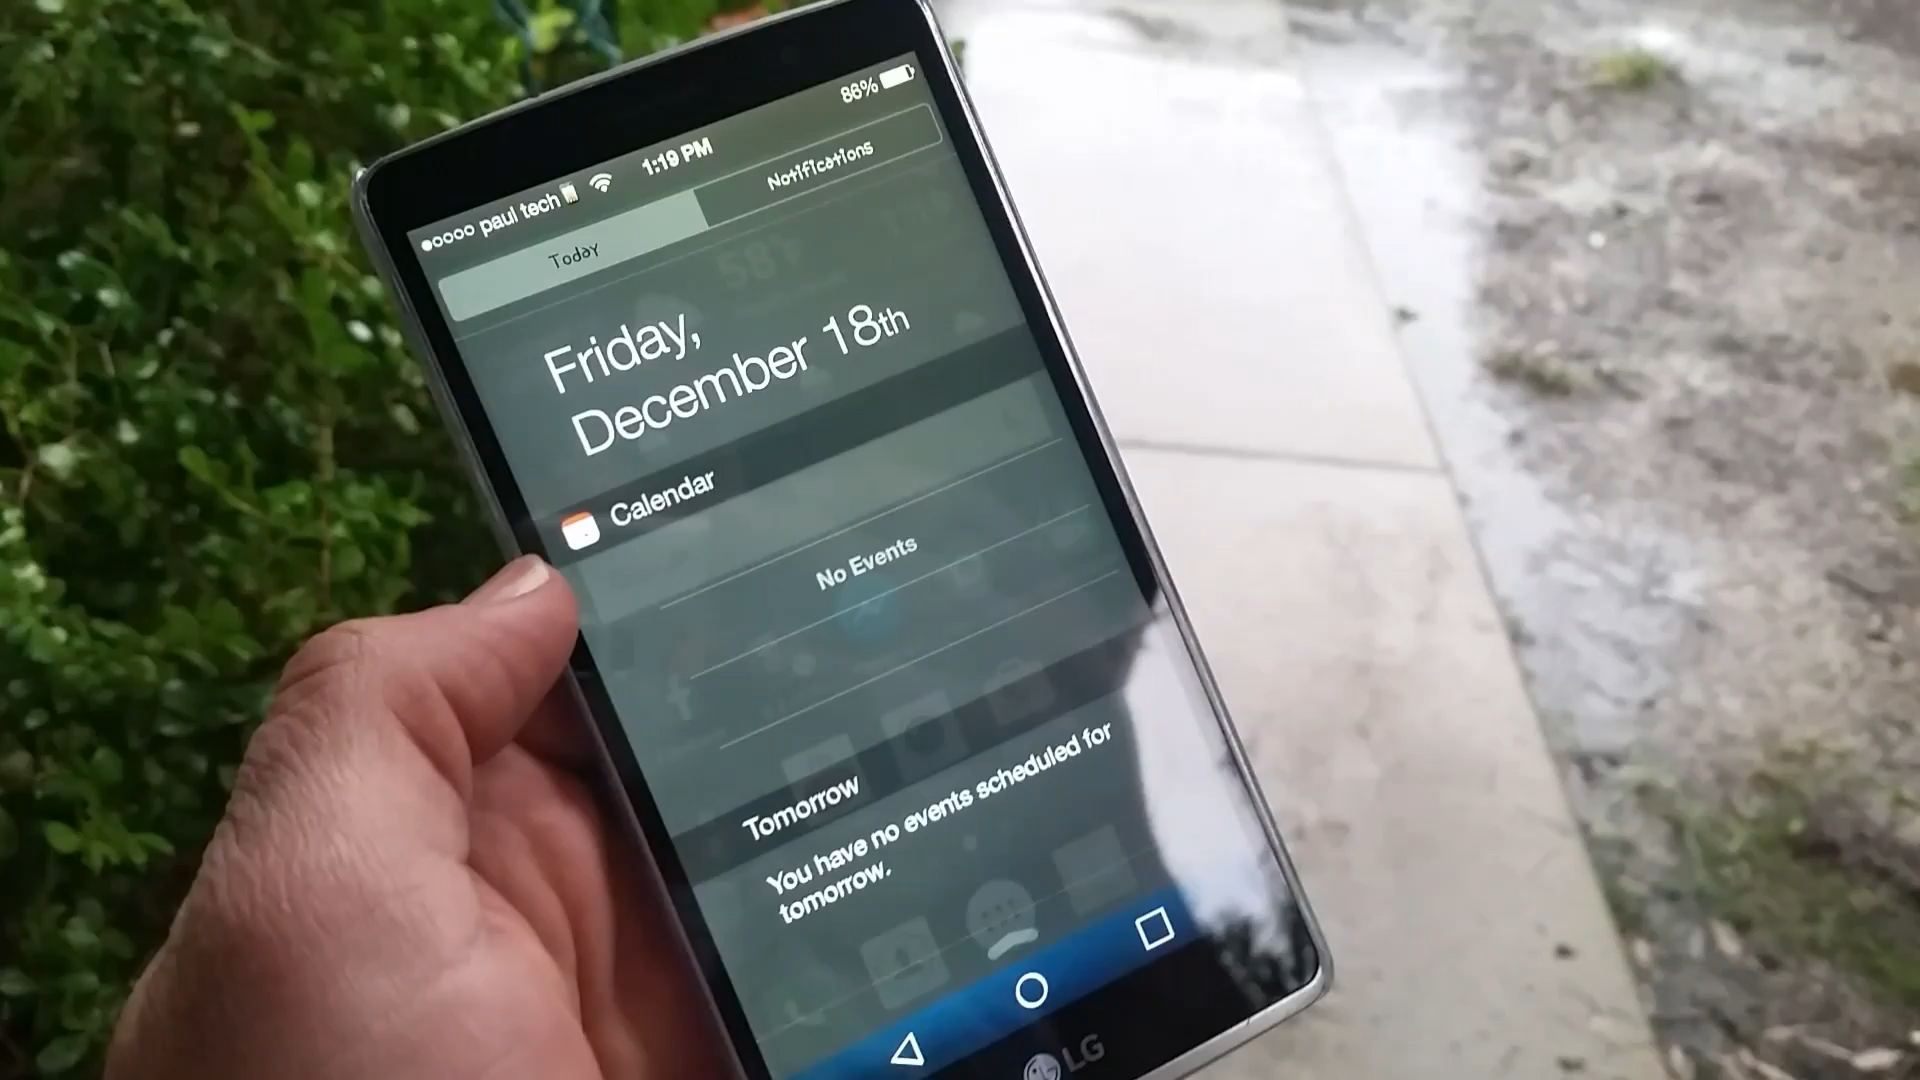 ●○○○○ paul tech 1:19 PM 86%
Today Notifications
Friday,
December 18th
Calendar
No Events
Tomorrow
You have no events scheduled for
tomorrow.
LG